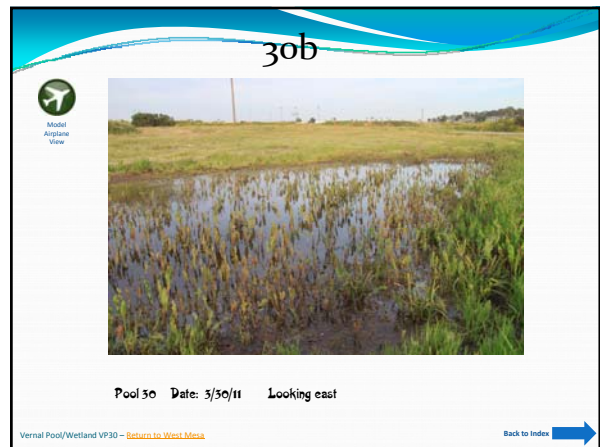 30b
Model
Airplane
View
Pool 30 Date: 3/30/11 Looking east
Vernal Pool/Wetland VP30 – Return to West Mesa
Back to Index